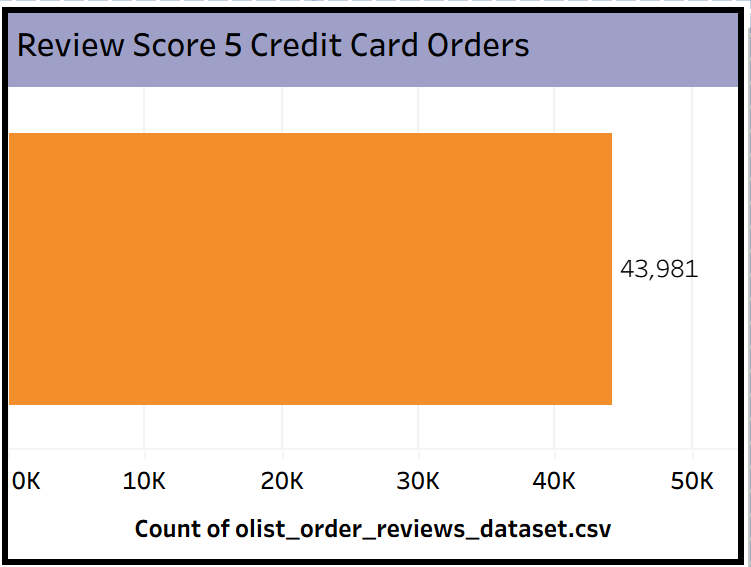 Review Score 5 Credit Card Orders
43,981
0K 10K 20K 30K 40K 50K
Count of olist_order_reviews_dataset.csv